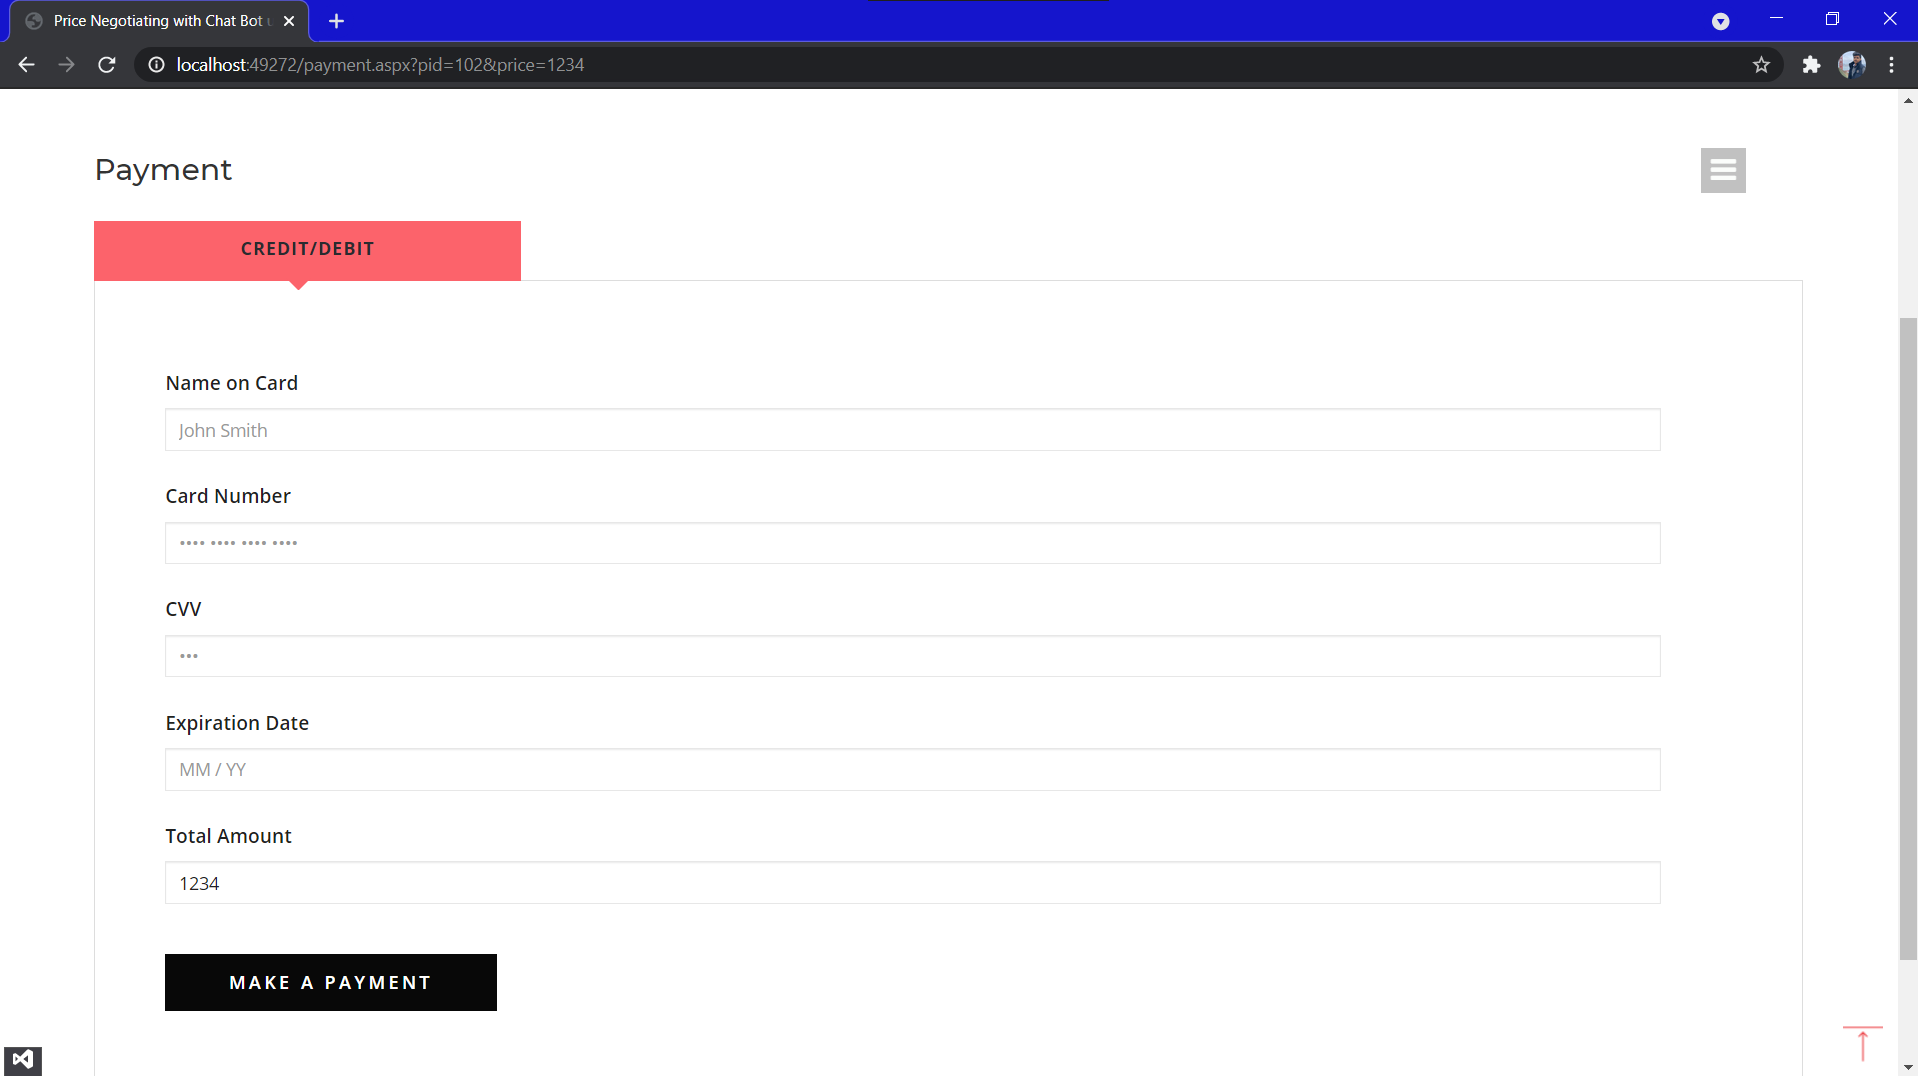 Price Negotiating with Chat Bot
localhost:49272/payment.aspx?pid=102&price=1234
Payment
CREDIT/DEBIT
Name on Card
John Smith
Card Number
•••• •••• •••• ••••
CVV
•••
Expiration Date
MM / YY
Total Amount
1234
MAKE A PAYMENT